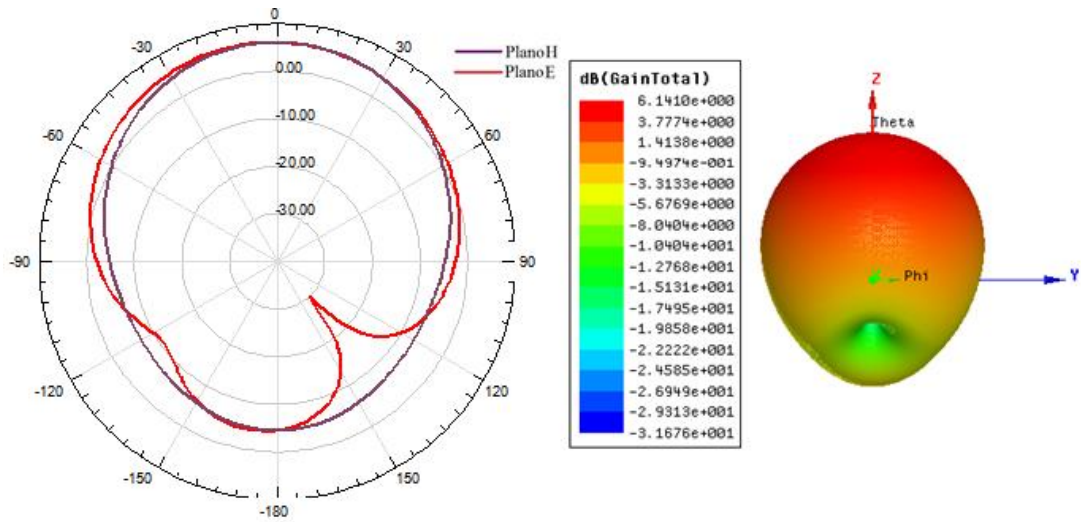 0
-30
30
PlanoH
PlanoE
0.00
-60
60
-10.00
-20.00
-30.00
-90
90
-120
120
-150
150
-180
dB(GainTotal)
6.1410e+000
3.7774e+000
1.4138e+000
-9.4974e-001
-3.3133e+000
-5.6769e+000
-8.0404e+000
-1.0404e+001
-1.2768e+001
-1.5131e+001
-1.7495e+001
-1.9858e+001
-2.2222e+001
-2.4585e+001
-2.6949e+001
-2.9313e+001
-3.1676e+001
Z
Theta
Phi
Y